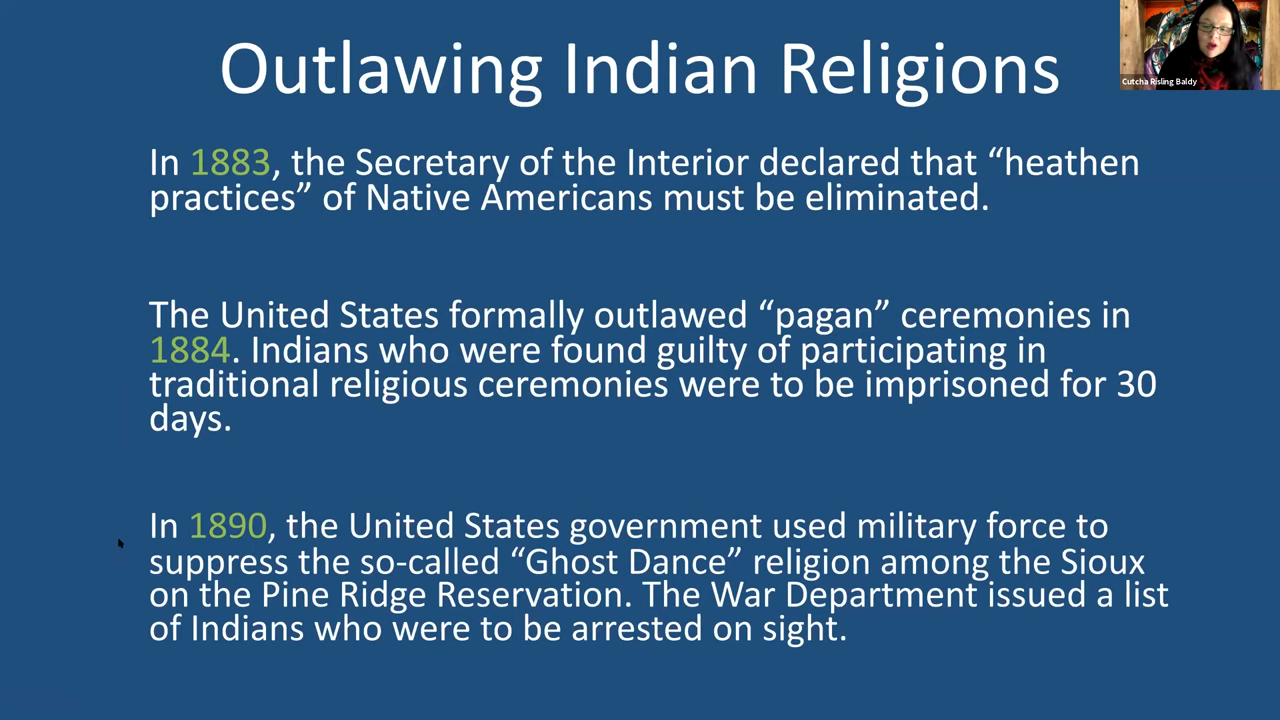 Outlawing Indian Religions
Cutcha Risling Baldy
In 1883, the Secretary of the Interior declared that “heathen
practices” of Native Americans must be eliminated.
The United States formally outlawed “pagan” ceremonies in
1884. Indians who were found guilty of participating in
traditional religious ceremonies were to be imprisoned for 30
days.
In 1890, the United States government used military force to
suppress the so-called “Ghost Dance” religion among the Sioux
on the Pine Ridge Reservation. The War Department issued a list
of Indians who were to be arrested on sight.